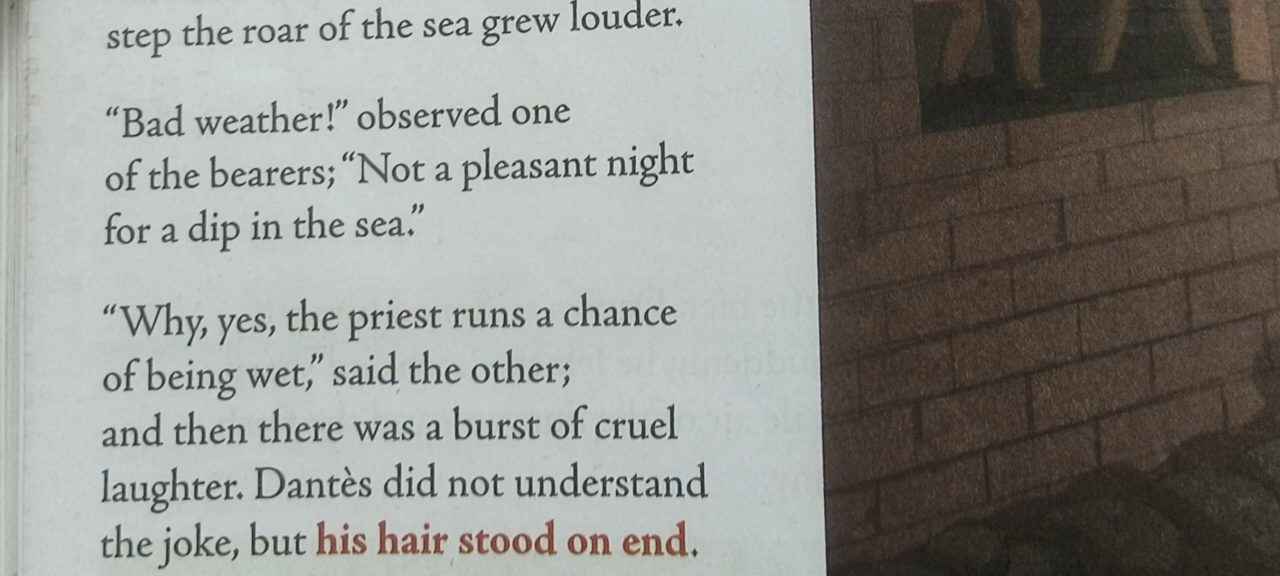 step the roar of the sea grew louder.
“Bad weather!” observed one
of the bearers; “Not a pleasant night
for a dip in the sea.”
“Why, yes, the priest runs a chance
of being wet,” said the other;
and then there was a burst of cruel
laughter. Dantès did not understand
the joke, but his hair stood on end.